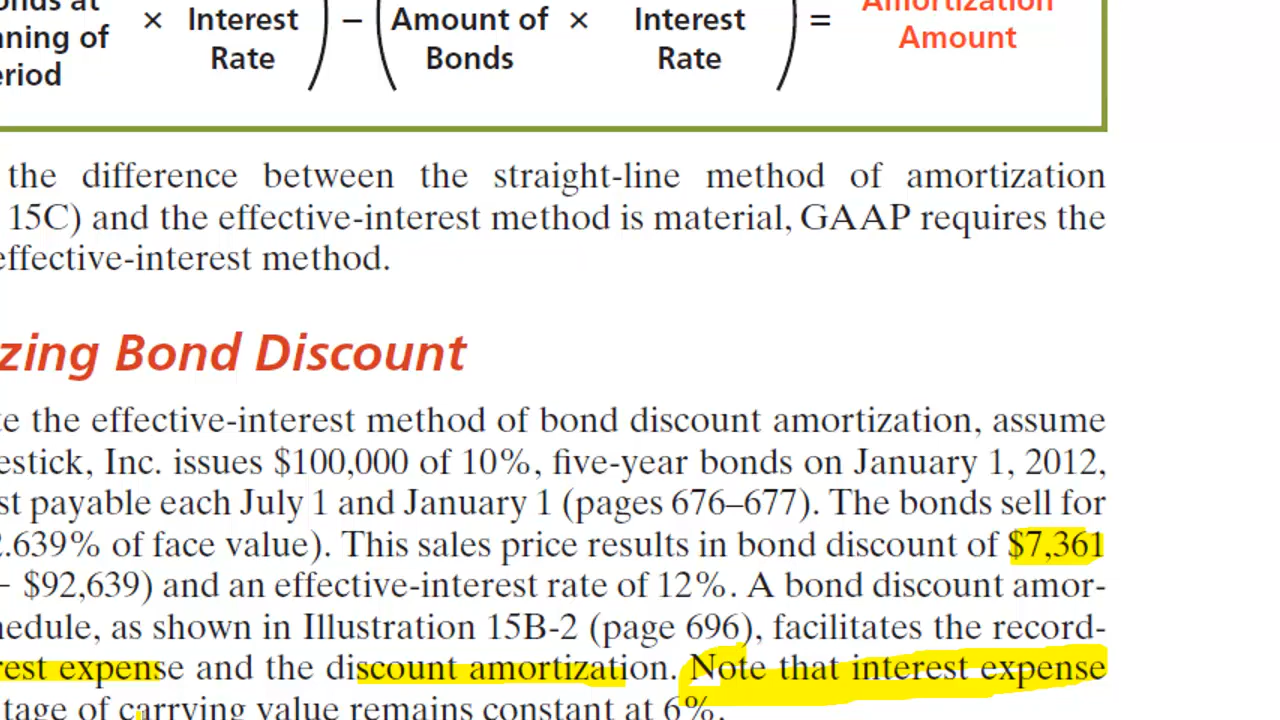 onds at
× Interest Rate
− Amount of Bonds × Interest Rate = Amortization Amount
nning of
eriod
the difference between the straight-line method of amortization
15C) and the effective-interest method is material, GAAP requires the
effective-interest method.
zing Bond Discount
te the effective-interest method of bond discount amortization, assume
estick, Inc. issues $100,000 of 10%, five-year bonds on January 1, 2012,
st payable each July 1 and January 1 (pages 676–677). The bonds sell for
2.639% of face value). This sales price results in bond discount of $7,361
– $92,639) and an effective-interest rate of 12%. A bond discount amor-
hedule, as shown in Illustration 15B-2 (page 696), facilitates the record-
rest expense and the discount amortization. Note that interest expense
tage of carrying value remains constant at 6%.